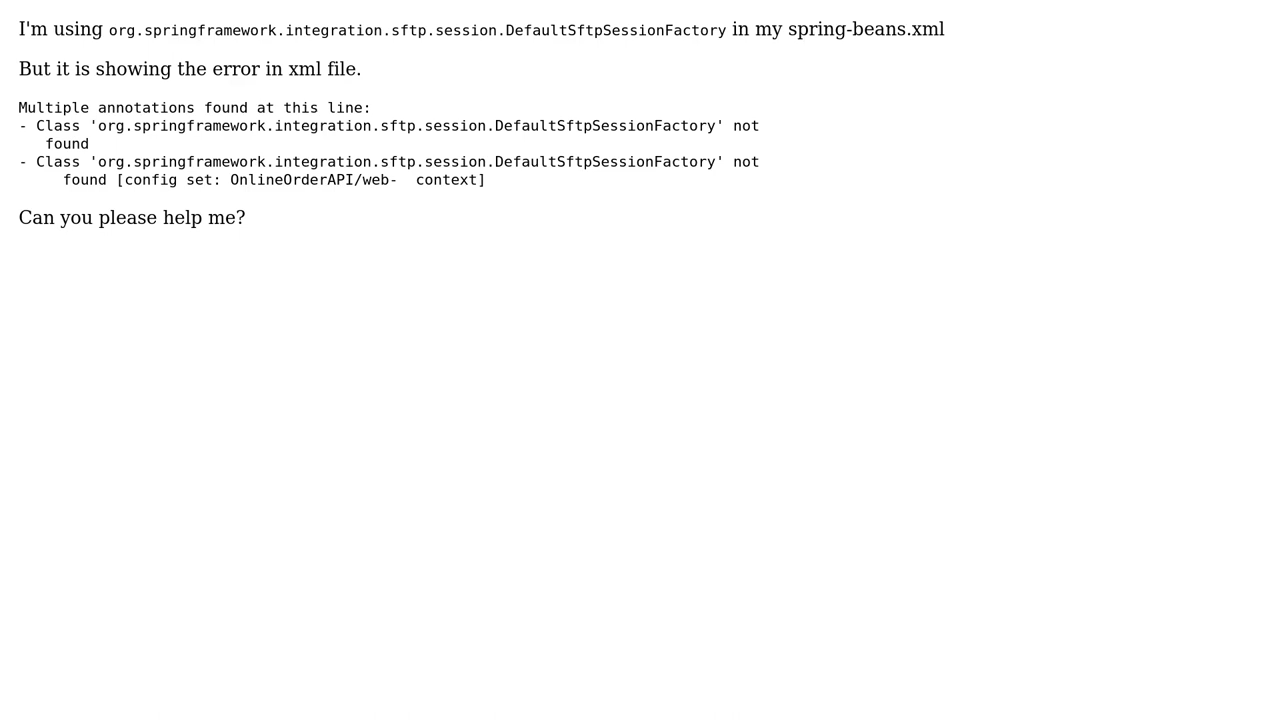 I'm using org.springframework.integration.sftp.session.DefaultSftpSessionFactory in my spring-beans.xml
But it is showing the error in xml file.
Multiple annotations found at this line:
- Class 'org.springframework.integration.sftp.session.DefaultSftpSessionFactory' not
   found
- Class 'org.springframework.integration.sftp.session.DefaultSftpSessionFactory' not
     found [config set: OnlineOrderAPI/web-  context]
Can you please help me?